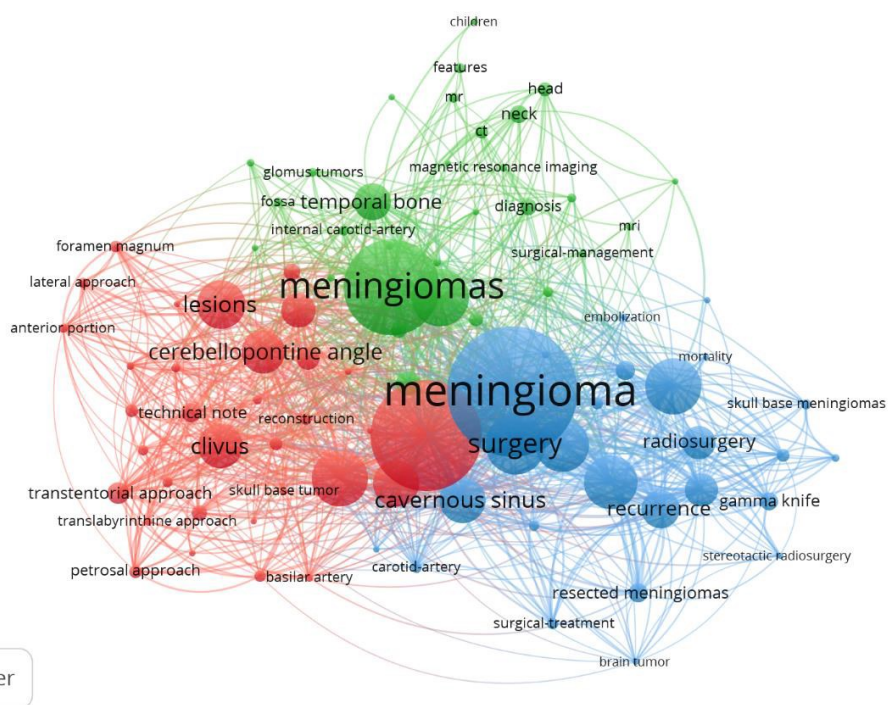 children
features
mr
head
neck
ct
glomus tumors
magnetic resonance imaging
fossa
temporal bone
diagnosis
internal carotid-artery
mri
foramen magnum
surgical-management
lateral approach
meningiomas
lesions
anterior portion
embolization
cerebellopontine angle
mortality
meningioma
skull base meningiomas
technical note
reconstruction
clivus
surgery
radiosurgery
transtentorial approach
skull base tumor
cavernous sinus
recurrence
gamma knife
translabyrinthine approach
stereotactic radiosurgery
petrosal approach
basilar artery
carotid-artery
resected meningiomas
surgical-treatment
brain tumor
er